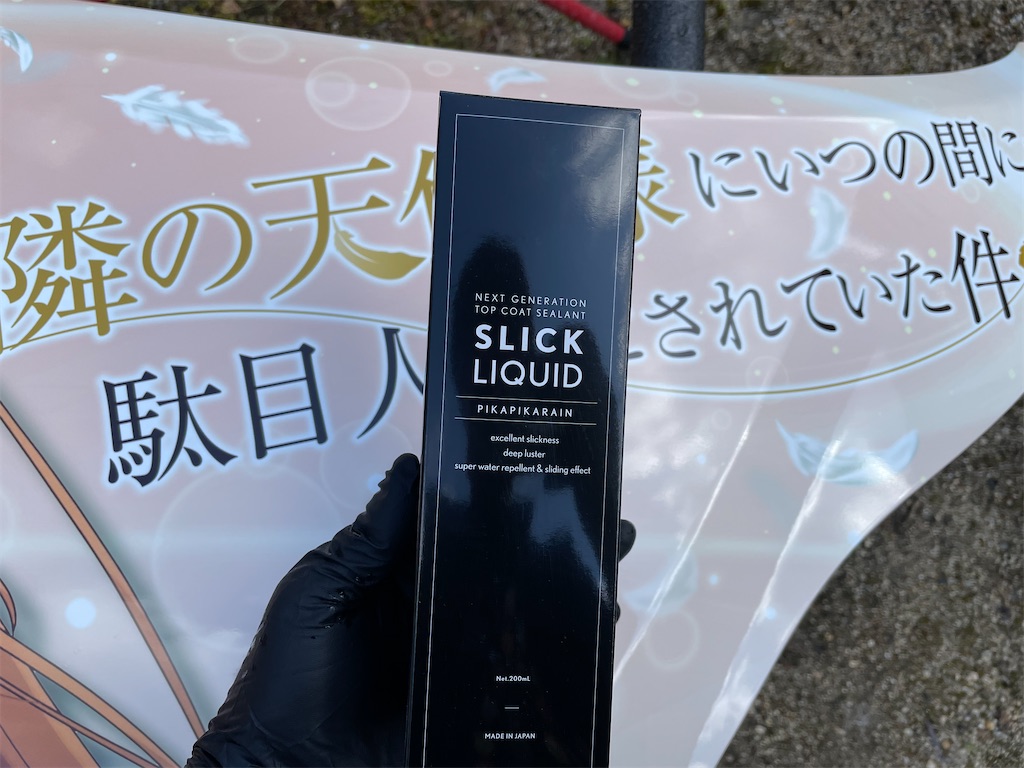 隣の天使様にいつの間に
駄目人
されていた件
NEXT GENERATION
TOP COAT SEALANT
SLICK
LIQUID
PIKAPIKARAIN
excellent slickness
deep luster
super water repellent & sliding effect
Net.200mL
MADE IN JAPAN